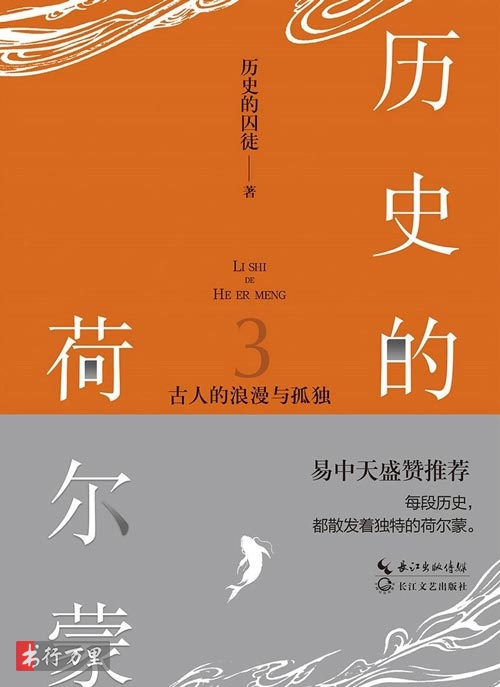 历史的
荷尔蒙
历史的囚徒
著
LI SHI
DE
HE ER MENG
3
古人的浪漫与孤独
易中天盛赞推荐
每段历史，
都散发着独特的荷尔蒙。
长江出版传媒
长江文艺出版社
书行万里